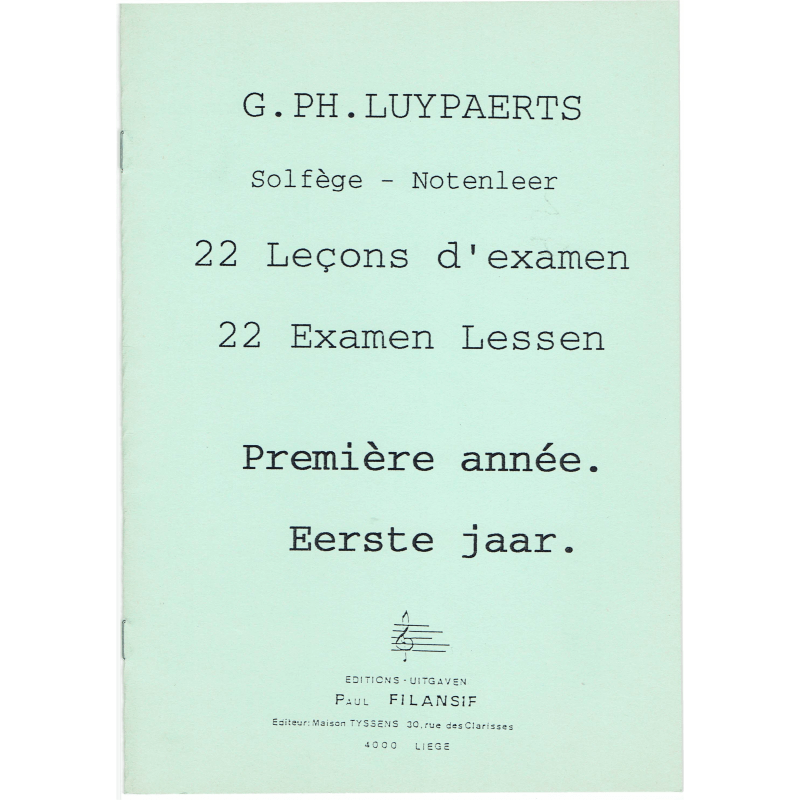 G.PH.LUYPAERTS
Solfège - Notenleer
22 Leçons d'examen
22 Examen Lessen
Première année.
Eerste jaar.
EDITIONS-UITGAVEN
PAUL FILANSIF
Editeur: Maison TYSSENS 30, rue des Clarisses
4000 LIEGE